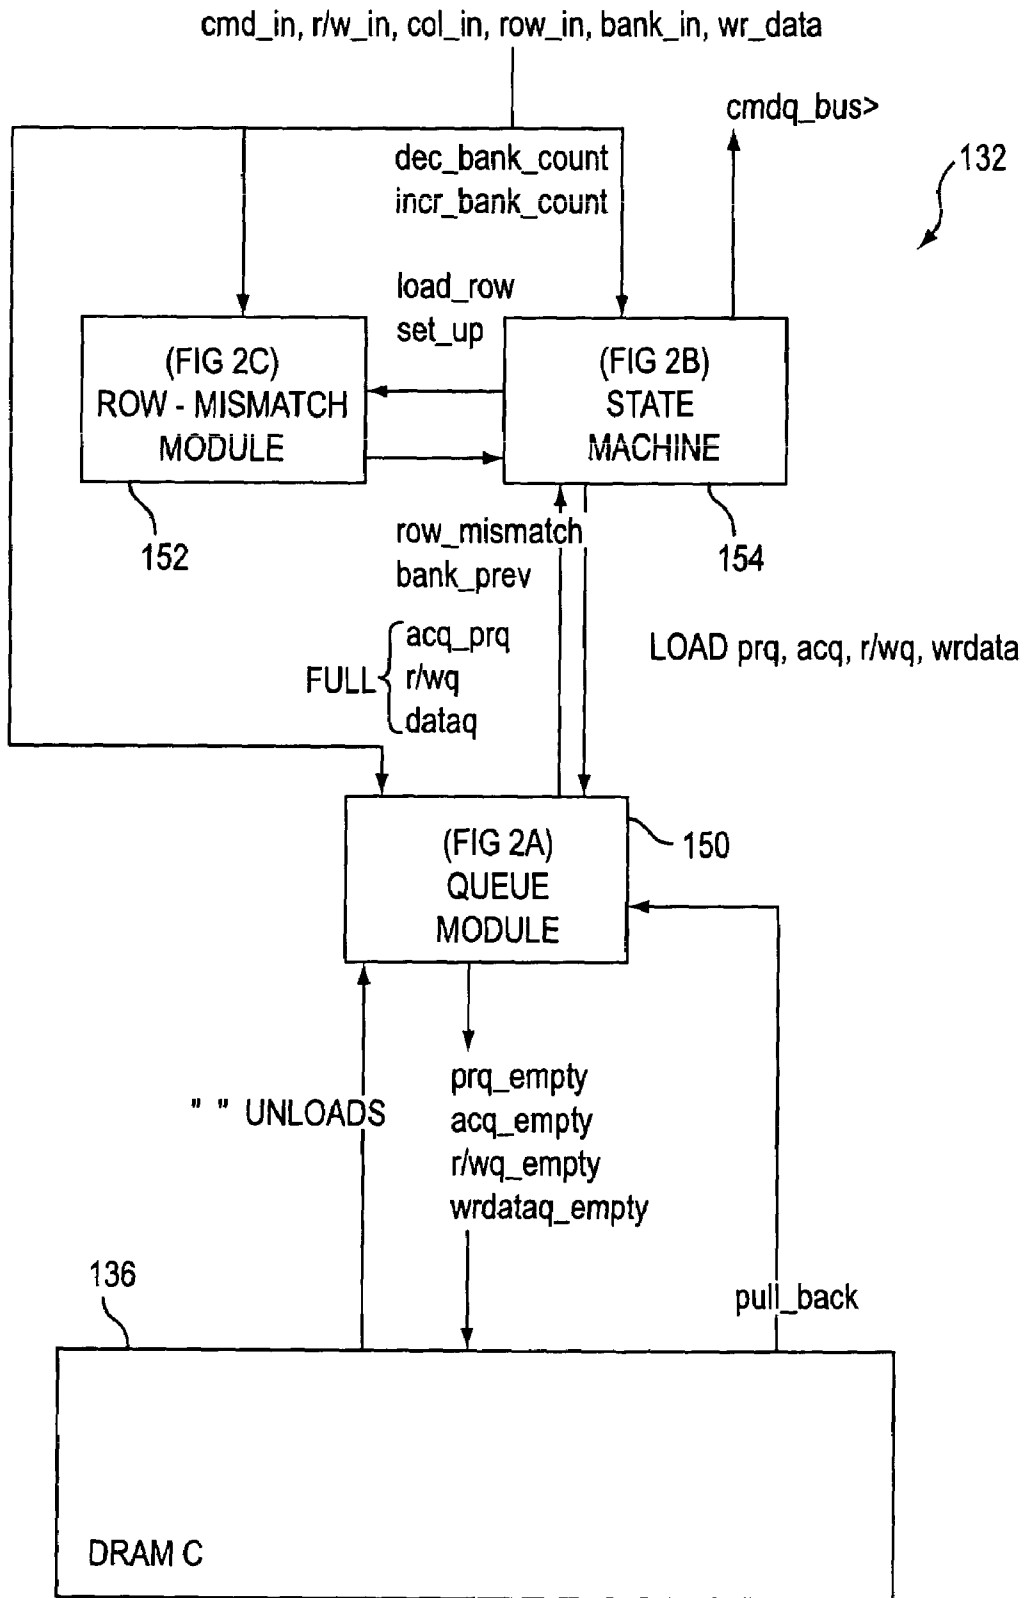 cmd_in, r/w_in, col_in, row_in, bank_in, wr_data
cmdq_bus>
132
dec_bank_count
incr_bank_count
load_row
set_up
(FIG 2C)
ROW - MISMATCH
MODULE
(FIG 2B)
STATE
MACHINE
152
154
row_mismatch
bank_prev
FULL
acq_prq
r/wq
dataq
LOAD prq, acq, r/wq, wrdata
(FIG 2A)
QUEUE
MODULE
150
" " UNLOADS
prq_empty
acq_empty
r/wq_empty
wrdataq_empty
136
pull_back
DRAM C